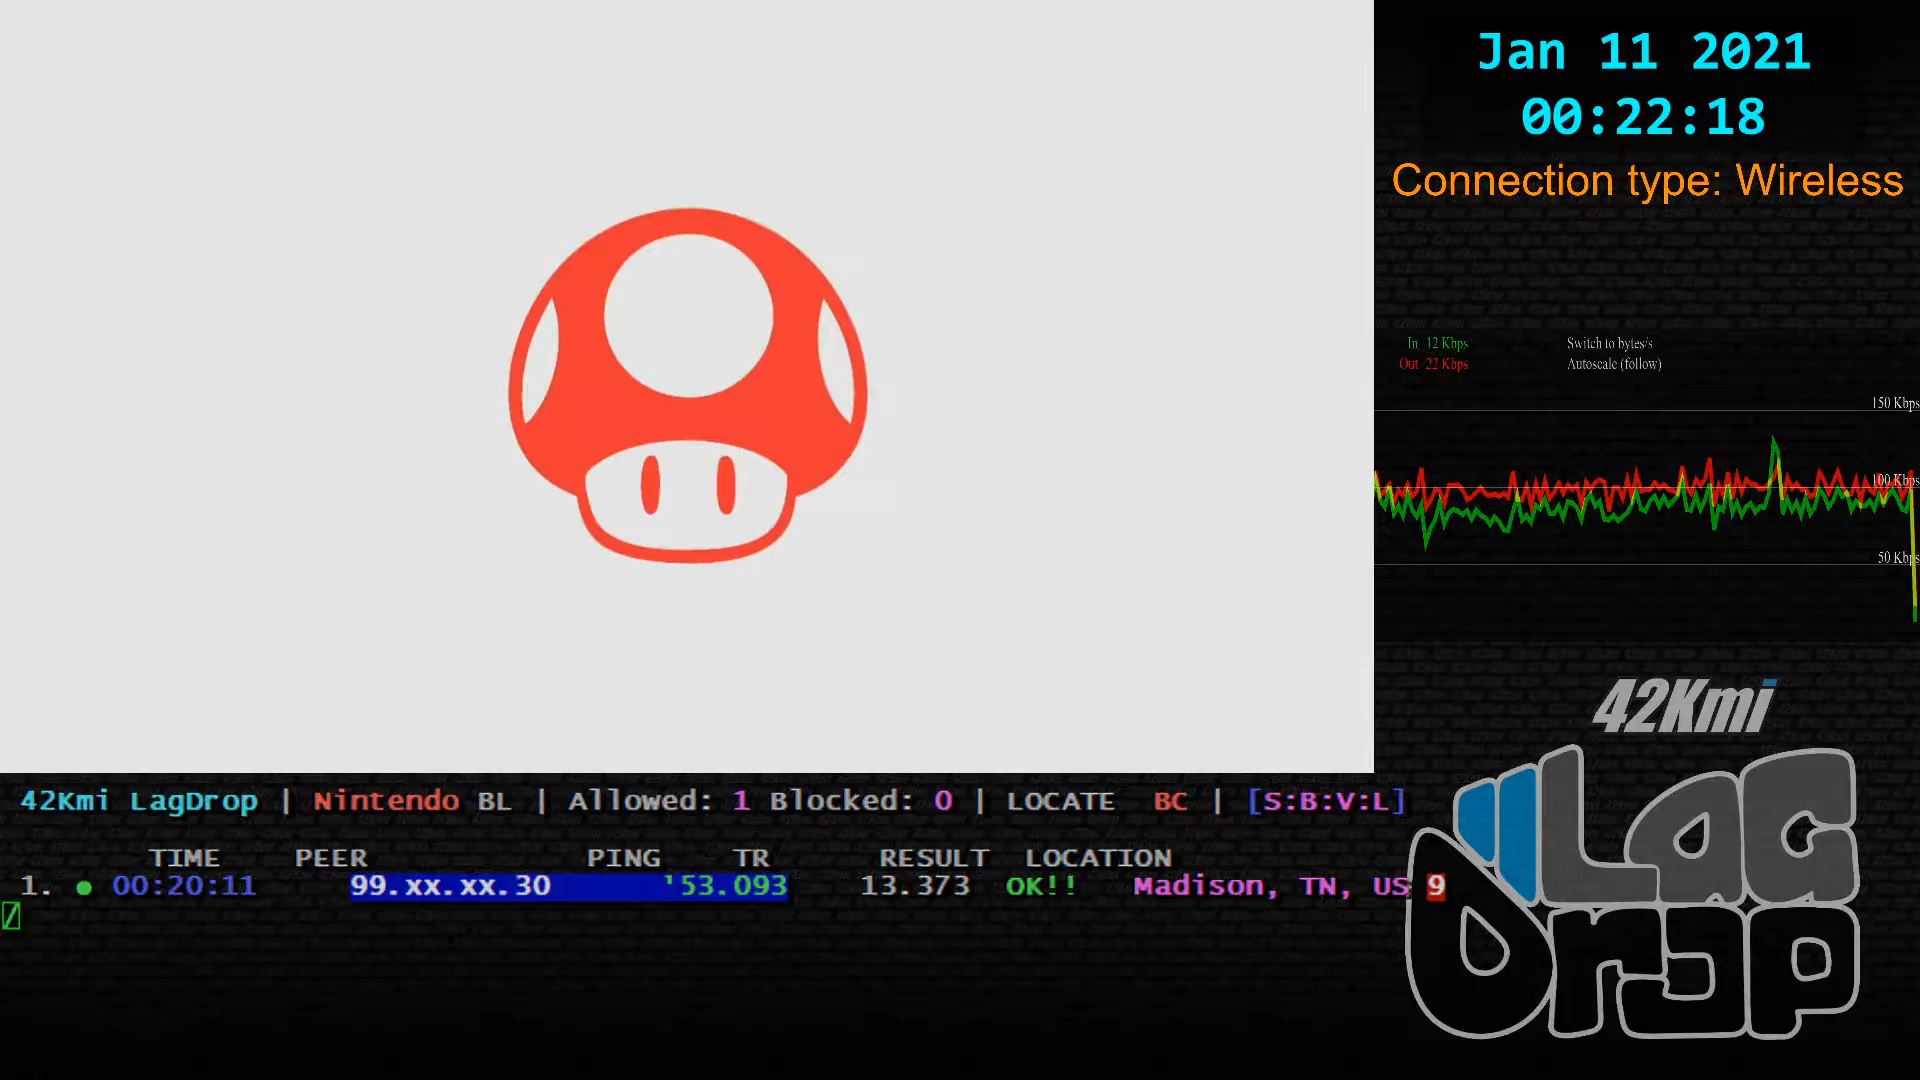 Jan 11 2021
00:22:18
Connection type: Wireless
In 12 Kbps Switch to bytes/s
Out 22 Kbps Autoscale (follow)
150 Kbps
100 Kbps
50 Kbps
42Kmi
LAG
Drop
42Kmi LagDrop | Nintendo BL | Allowed: 1 Blocked: 0 | LOCATE BC | [S:B:V:L]
TIME PEER PING TR RESULT LOCATION
1. ● 00:20:11 99.xx.xx.30 '53.093 13.373 OK!! Madison, TN, US 9
/